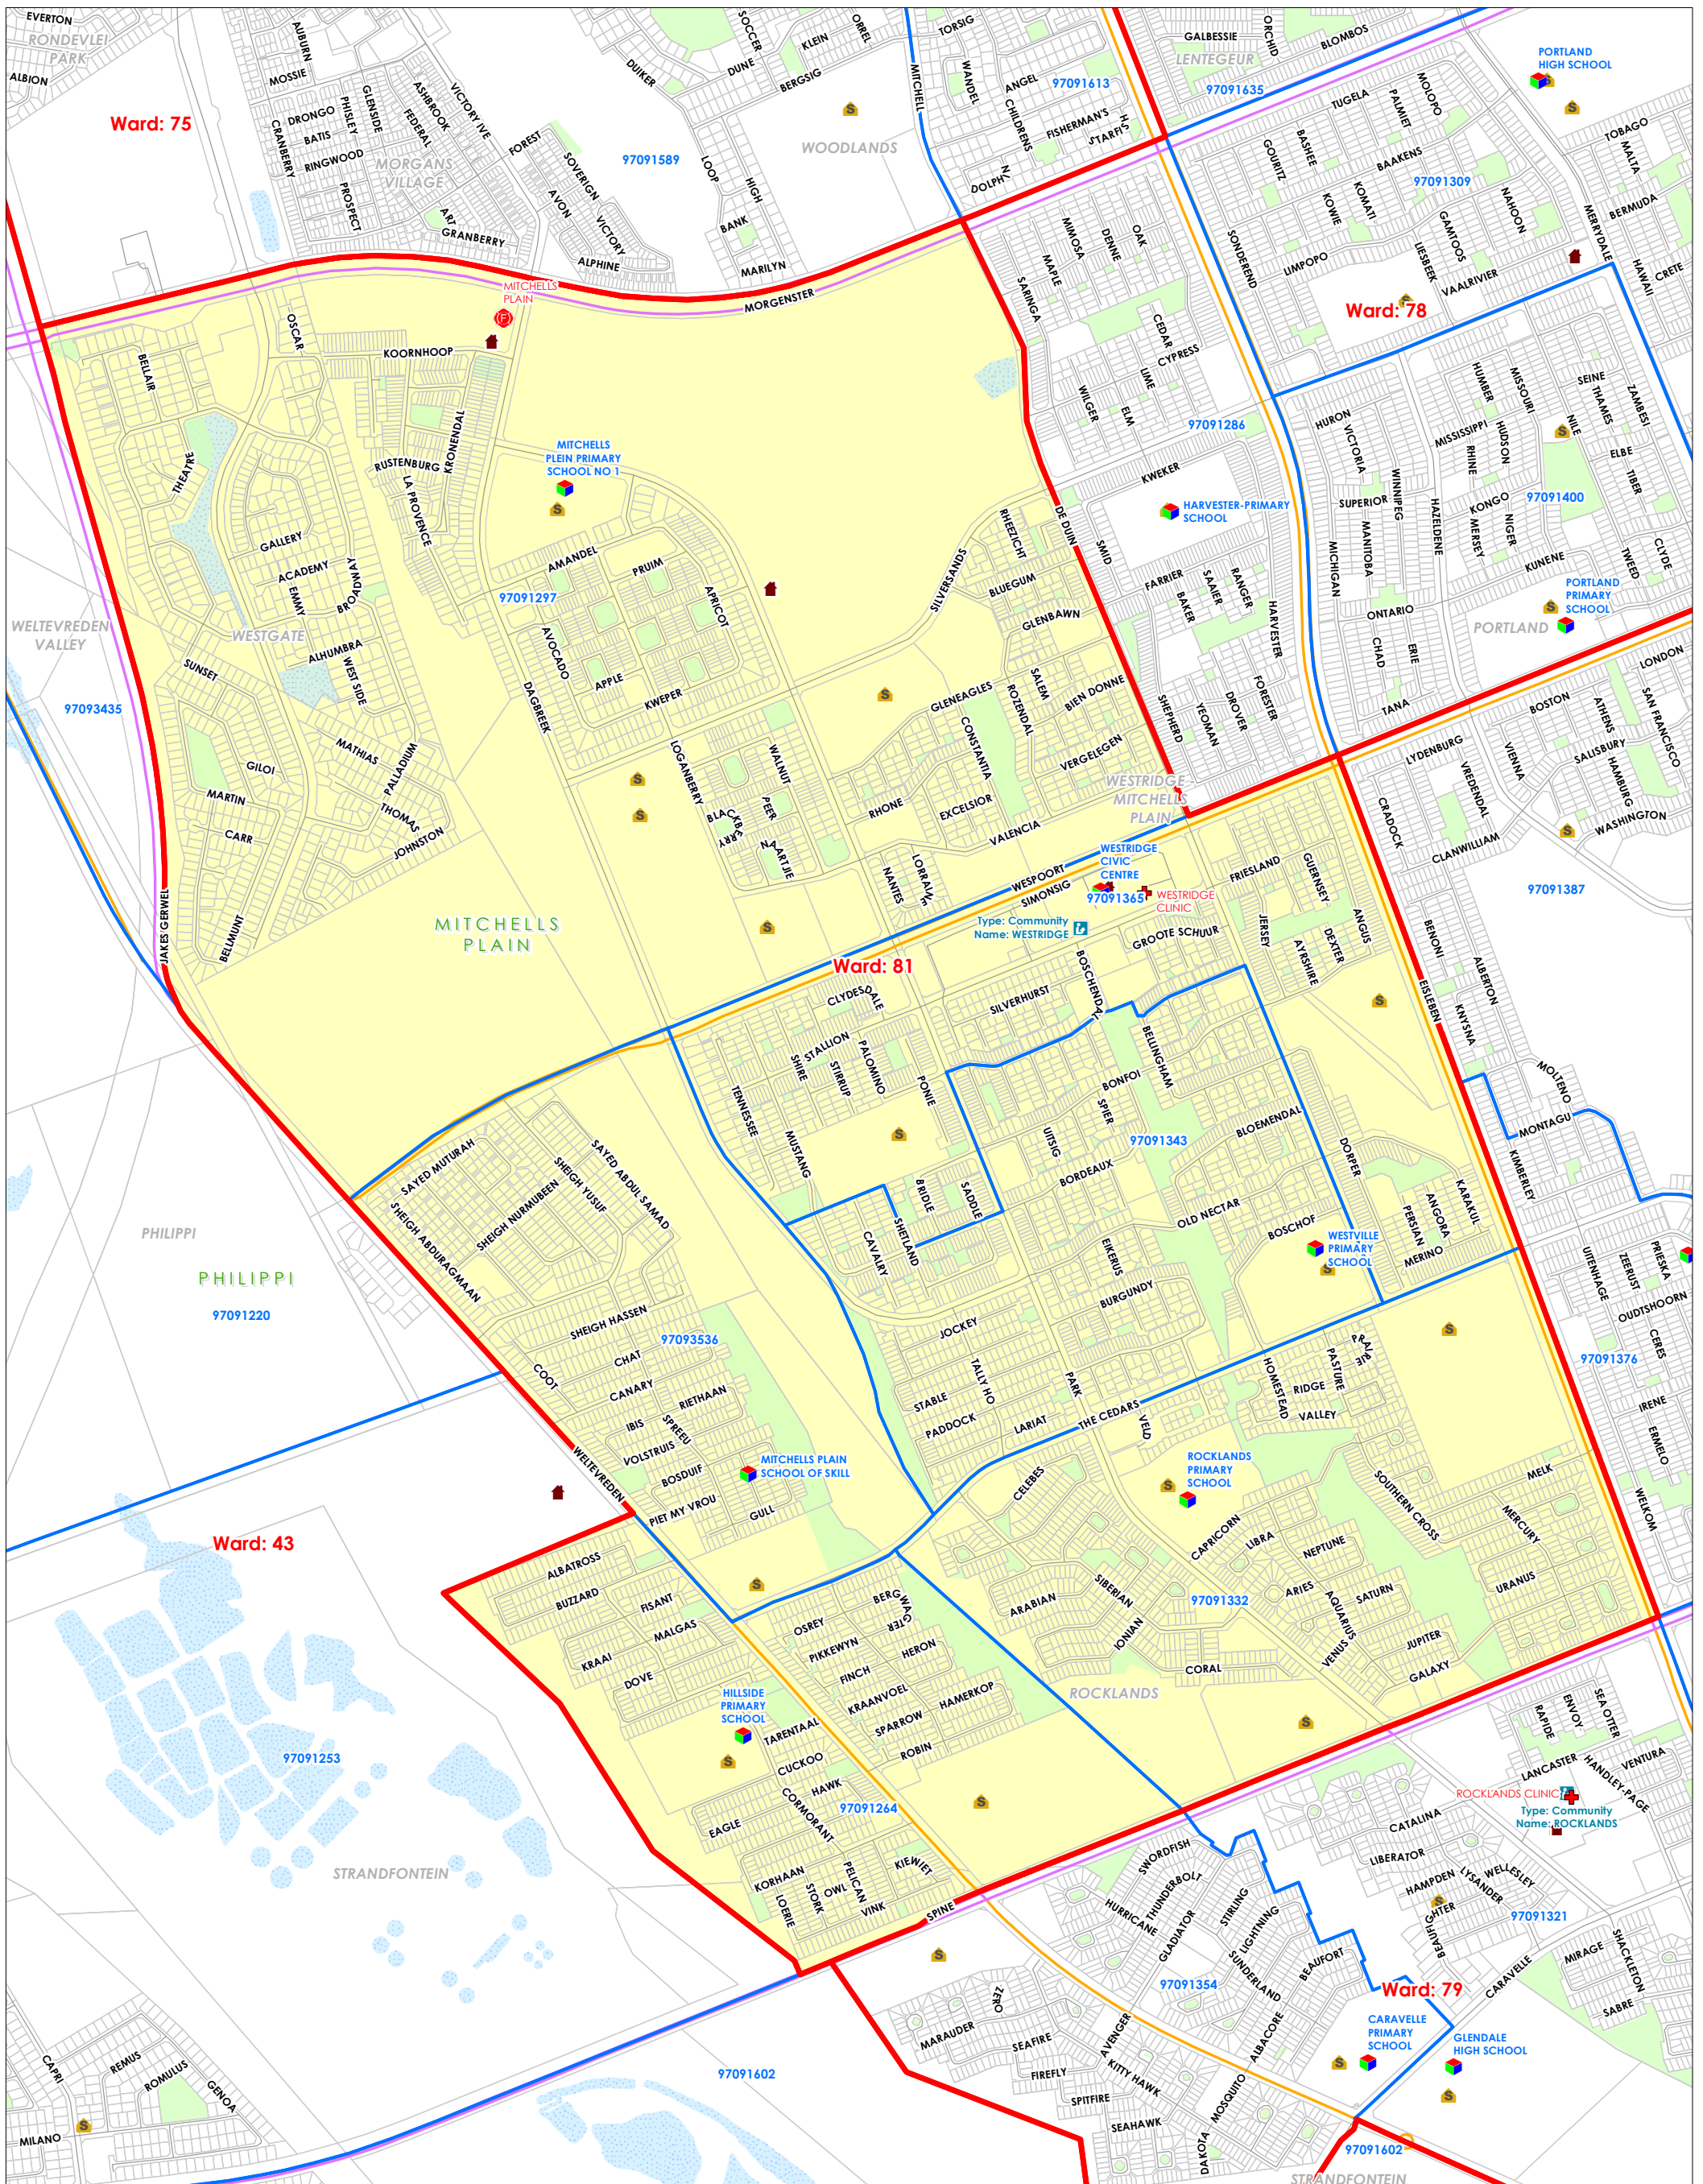 EVERTON
RONDEVLEI
PARK
ALBION
AUBURN
MOSSIE
Ward: 75
DRONGO
BATIS
RINGWOOD
CRANBERRY
PHISLEY
GLENSIDE
ASHBROOK
FEDERAL
VICTORY
MORGANS
VILLAGE
PROSPECT
ART
GRANBERRY
FOREST
SOVERIGN
AVON
VICTORY
ALPHINE
97091589
DUIKER
SOCCER
DUNE
KLEIN
ORREL
BERGSIG
LOOP
HIGH
BANK
MARILYN
WOODLANDS
MITCHELL
TORSIG
WANDEL
ANGEL
CHILDRENS
FISHERMAN'S
97091613
GALBESSIE
ORCHID
BLOMBOS
LENTEGEUR
97091635
PORTLAND
HIGH SCHOOL
TUGELA
PALMIET
MOLOPO
GOURITZ
BASHEE
BAAKENS
97091309
KOWIE
KOMATI
NAHOON
GAMTOOS
LIESBEEK
LIMPOPO
VAALRIVIER
SONDEREND
TOBAGO
MALTA
BERMUDA
MERRYDALE
HAWAII
CRETE
Ward: 78
MITCHELLS
PLAIN
MORGENSTER
OSCAR
KOORNHOOP
BELLAIR
THEATRE
RUSTENBURG
KRONENDAL
LA PROVENCE
GALLERY
ACADEMY
EMMY
BROADWAY
WESTGATE
ALHUMBRA
WEST SIDE
SUNSET
MATHIAS
PALLADIUM
GILOI
MARTIN
CARR
THOMAS
JOHNSTON
BELLMUNT
JAKES GERWEL
WELTEVREDEN
VALLEY
97093435
MITCHELLS
PLEIN PRIMARY
SCHOOL NO 1
AMANDEL
PRUIM
APRICOT
97091297
AVOCADO
APPLE
KWEPER
DAGBREEK
LOGANBERRY
WALNUT
PEER
BLACKBERRY
NAARTJIE
SILVERSANDS
RHEEZICHT
BLUEGUM
GLENBAWN
GLENEAGLES
SALEM
ROZENDAL
BIEN DONNE
CONSTANTIA
VERGELEGEN
RHONE
EXCELSIOR
VALENCIA
NANTES
LORRAINE
MIMOSA
MAPLE
DENNE
OAK
SARINGA
CEDAR
CYPRESS
LIME
WILGER
ELM
97091286
KWEKER
HARVESTER-PRIMARY
SCHOOL
DE DUIN
SMID
FARRIER
SAAIER
RANGER
BAKER
HARVESTER
SHEPHERD
YEOMAN
DROVER
FORESTER
WESTRIDGE -
MITCHELLS
PLAIN
HUMBER
MISSOURI
SEINE
THAMES
ZAMBESI
HURON
VICTORIA
MISSISSIPPI
RHINE
HUDSON
NILE
ELBE
TIBER
WINNIPEG
SUPERIOR
HAZELDENE
KONGO
MERSEY
NIGER
97091400
MANITOBA
MICHIGAN
KUNENE
TWEED
CLYDE
ONTARIO
PORTLAND
PRIMARY
SCHOOL
PORTLAND
CHAD
ERIE
TANA
LONDON
BOSTON
ATHENS
SAN FRANCISCO
LYDENBURG
VIENNA
SALISBURY
HAMBURG
WASHINGTON
VREDENDAL
CRADOCK
CLANWILLIAM
97091387
BENONI
ALBERTON
KNYSNA
EISLEBEN
MOLTENO
MONTAGU
KIMBERLEY
MITCHELLS
PLAIN
Ward: 81
WESPOORT
SIMONSIG
WESTRIDGE
CIVIC
CENTRE
97091365
WESTRIDGE
CLINIC
Type: Community
Name: WESTRIDGE
FRIESLAND
GUERNSEY
JERSEY
ANGUS
DEXTER
AYRSHIRE
GROOTE SCHUUR
BOSCHENDAL
SILVERHURST
CLYDESDALE
STALLION
SHIRE
STIRRUP
PALOMINO
PONIE
TENNESSEE
MUSTANG
BELLINGHAM
BONFOI
SPIER
UITSIG
97091343
BLOEMENDAL
BORDEAUX
DORPER
BRIDLE
SADDLE
SHETLAND
CAVALRY
OLD NECTAR
BOSCHOF
EIKERUS
BURGUNDY
WESTVILLE
PRIMARY
SCHOOL
PERSIAN
ANGORA
KARAKUL
MERINO
JOCKEY
TALLY HO
STABLE
PADDOCK
LARIAT
PARK
THE CEDARS
VELD
HOMESTEAD
PRAIRIE
PASTURE
RIDGE
VALLEY
UITENHAGE
ZEERUST
PRIESKA
OUDTSHOORN
CERES
97091376
IRENE
ERMELO
WELKOM
SAYED MUTURAH
SAYED ABDUL SAMAD
SHEIGH YUSUF
SHEIGH NURMUBEEN
SHEIGH ABDURAGMAAN
SHEIGH HASSEN
PHILIPPI
PHILIPPI
97091220
97093536
CHAT
COOT
CANARY
RIETHAAN
IBIS
SPREEU
VOLSTRUIS
BOSDUIF
WELTEVREDEN
MITCHELLS PLAIN
SCHOOL OF SKILL
PIET MY VROU
GULL
Ward: 43
ALBATROSS
BUZZARD
FISANT
MALGAS
KRAAI
DOVE
OSREY
BERG
WAGTER
PIKKEWYN
HERON
FINCH
KRAANVOEL
HAMERKOP
SPARROW
ROBIN
HILLSIDE
PRIMARY
SCHOOL
TARENTAAL
CUCKOO
HAWK
CORMORANT
97091264
EAGLE
KORHAAN
PELICAN
KIEWIET
STORK
OWL
LOERIE
VINK
SPINE
97091253
STRANDFONTEIN
CELEBES
ROCKLANDS
PRIMARY
SCHOOL
CAPRICORN
LIBRA
NEPTUNE
SOUTHERN CROSS
MELK
MERCURY
URANUS
ARABIAN
SIBERIAN
IONIAN
CORAL
97091332
ARIES
SATURN
AQUARIUS
VENUS
JUPITER
GALAXY
ROCKLANDS
RAPIDE
ENVOY
SEA OTTER
LANCASTER
HANDLEY-PAGE
VENTURA
ROCKLANDS CLINIC
Type: Community
Name: ROCKLANDS
CATALINA
LIBERATOR
HAMPDEN
LYSANDER
WELLESLEY
BEAUFIGHTER
97091321
MIRAGE
SHACKLETON
SABRE
CARAVELLE
SWORDFISH
THUNDERBOLT
HURRICANE
GLADIATOR
STIRLING
LIGHTNING
SUNDERLAND
BEAUFORT
97091354
Ward: 79
CARAVELLE
PRIMARY
SCHOOL
GLENDALE
HIGH SCHOOL
ZERO
MARAUDER
SEAFIRE
AVENGER
FIREFLY
KITTY HAWK
ALBACORE
SPITFIRE
MOSQUITO
SEAHAWK
DAKOTA
97091602
97091602
STRANDFONTEIN
CAPRI
REMUS
ROMULUS
GENOA
MILANO